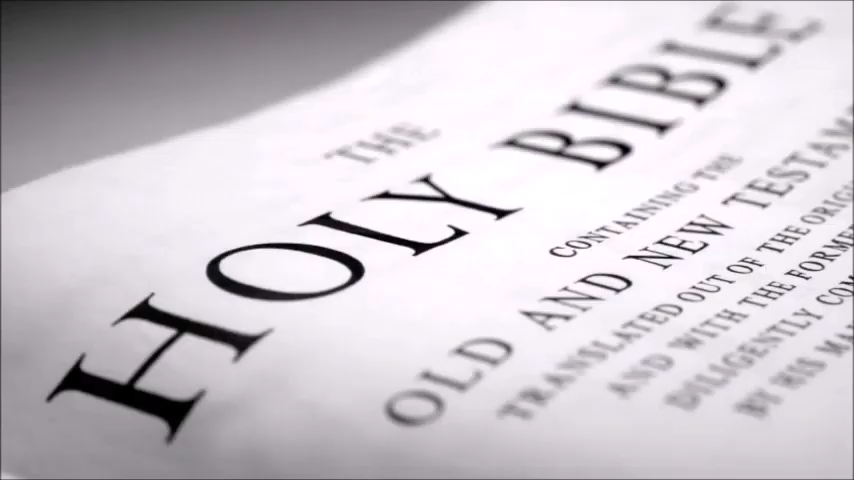 THE
HOLY BIBLE
CONTAINING THE
OLD AND NEW
TRANSLATED OUT OF THE
AND WITH THE FORMER
DILIGENTLY
BY HIS